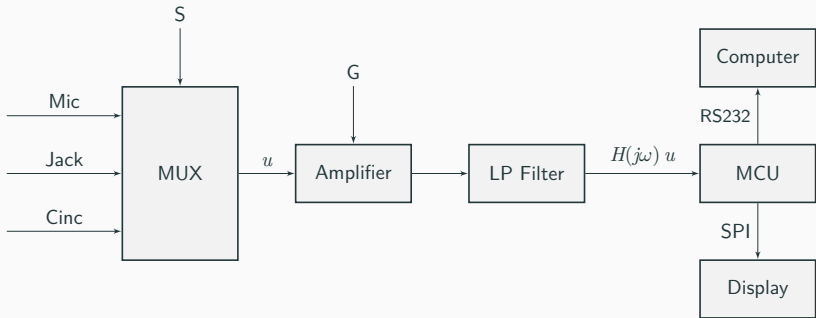 S
Computer
G
Mic
RS232
Jack
MUX
u
Amplifier
LP Filter
H(jω) u
MCU
Cinc
SPI
Display